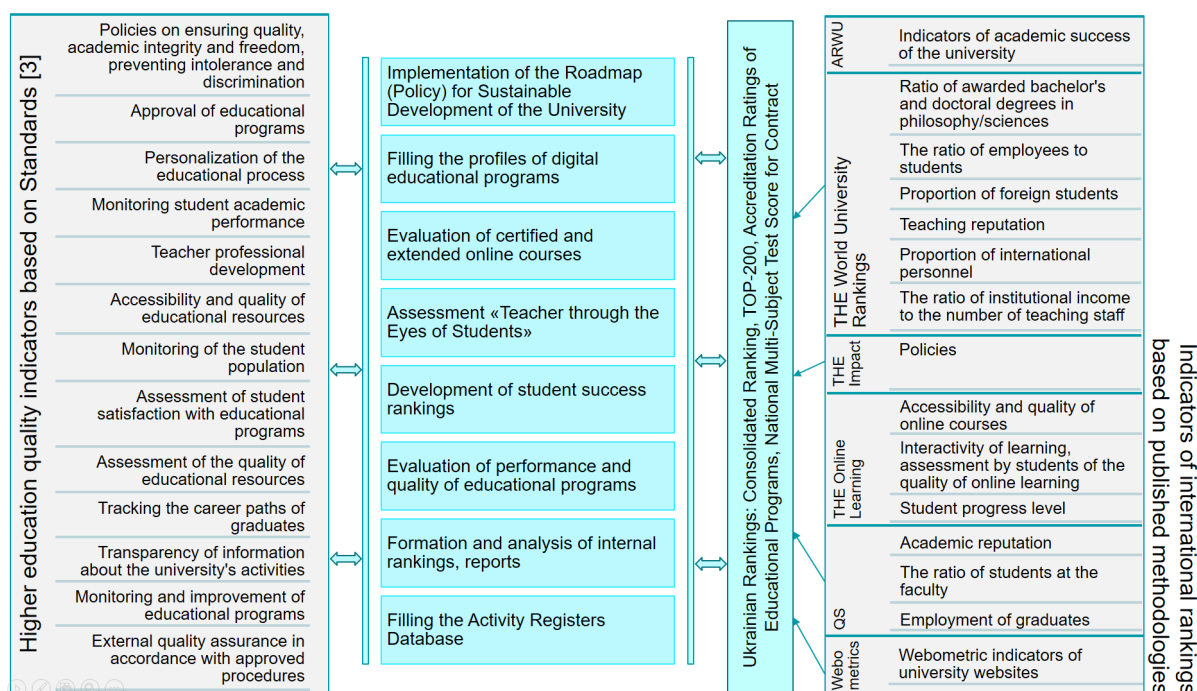 Higher education quality indicators based on Standards [3]
Policies on ensuring quality,
academic integrity and freedom,
preventing intolerance and
discrimination
Approval of educational
programs
Personalization of the
educational process
Monitoring student academic
performance
Teacher professional
development
Accessibility and quality of
educational resources
Monitoring of the student
population
Assessment of student
satisfaction with educational
programs
Assessment of the quality of
educational resources
Tracking the career paths of
graduates
Transparency of information
about the university's activities
Monitoring and improvement of
educational programs
External quality assurance in
accordance with approved
procedures
Implementation of the Roadmap
(Policy) for Sustainable
Development of the University
Filling the profiles of digital
educational programs
Evaluation of certified and
extended online courses
Assessment «Teacher through the
Eyes of Students»
Development of student success
rankings
Evaluation of performance and
quality of educational programs
Formation and analysis of internal
rankings, reports
Filling the Activity Registers
Database
Ukrainian Rankings: Consolidated Ranking, TOP-200, Accreditation Ratings of
Educational Programs, National Multi-Subject Test Score for Contract
ARWU
Indicators of academic success
of the university
THE World University
Rankings
Ratio of awarded bachelor's
and doctoral degrees in
philosophy/sciences
The ratio of employees to
students
Proportion of foreign students
Teaching reputation
Proportion of international
personnel
The ratio of institutional income
to the number of teaching staff
THE
Impact
Policies
THE Online
Learning
Accessibility and quality of
online courses
Interactivity of learning,
assessment by students of the
quality of online learning
Student progress level
QS
Academic reputation
The ratio of students at the
faculty
Employment of graduates
Webo
metrics
Webometric indicators of
university websites
Indicators of international rankings
based on published methodologies